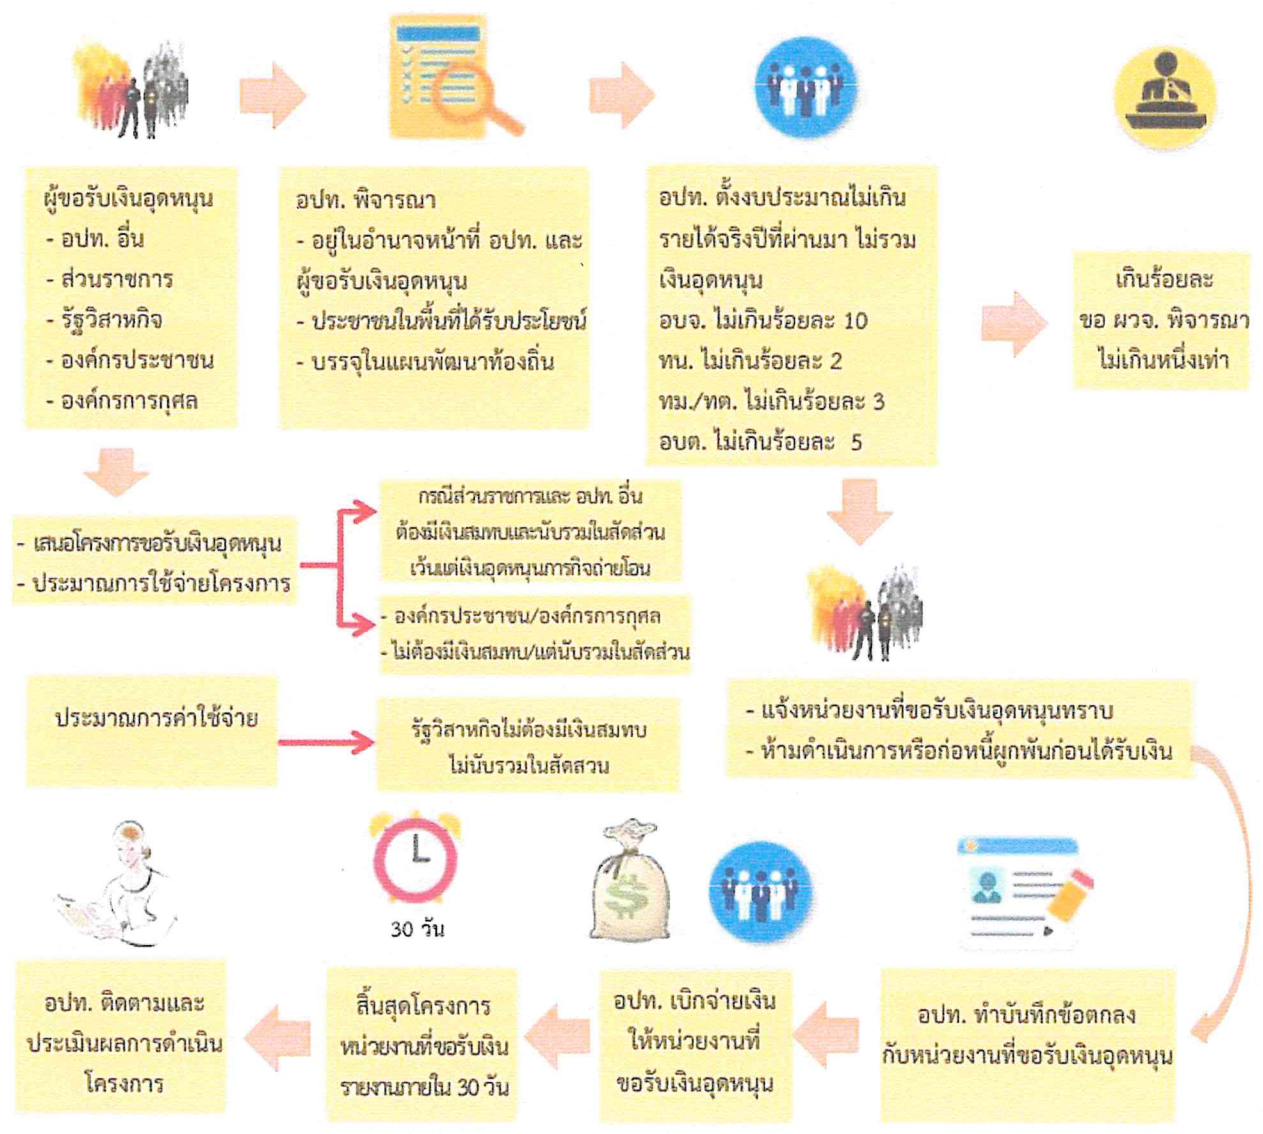 ผู้ขอรับเงินอุดหนุน
- อปท. อื่น
- ส่วนราชการ
- รัฐวิสาหกิจ
- องค์กรประชาชน
- องค์กรการกุศล
อปท. พิจารณา
- อยู่ในอำนาจหน้าที่ อปท. และ
ผู้ขอรับเงินอุดหนุน
- ประชาชนในพื้นที่ได้รับประโยชน์
- บรรจุในแผนพัฒนาท้องถิ่น
อปท. ตั้งงบประมาณไม่เกิน
รายได้จริงปีที่ผ่านมา ไม่รวม
เงินอุดหนุน
อบจ. ไม่เกินร้อยละ 10
ทน. ไม่เกินร้อยละ 2
ทม./ทต. ไม่เกินร้อยละ 3
อบต. ไม่เกินร้อยละ 5
เกินร้อยละ
ขอ ผวจ. พิจารณา
ไม่เกินหนึ่งเท่า
- เสนอโครงการขอรับเงินอุดหนุน
- ประมาณการใช้จ่ายโครงการ
กรณีส่วนราชการและ อปท. อื่น
ต้องมีเงินสมทบและนับรวมในสัดส่วน
เว้นแต่เงินอุดหนุนภารกิจถ่ายโอน
- องค์กรประชาชน/องค์กรการกุศล
- ไม่ต้องมีเงินสมทบ/แต่นับรวมในสัดส่วน
ประมาณการค่าใช้จ่าย
รัฐวิสาหกิจไม่ต้องมีเงินสมทบ
ไม่นับรวมในสัดสวน
- แจ้งหน่วยงานที่ขอรับเงินอุดหนุนทราบ
- ห้ามดำเนินการหรือก่อหนี้ผูกพันก่อนได้รับเงิน
อปท. ทำบันทึกข้อตกลง
กับหน่วยงานที่ขอรับเงินอุดหนุน
อปท. เบิกจ่ายเงิน
ให้หน่วยงานที่
ขอรับเงินอุดหนุน
30 วัน
สิ้นสุดโครงการ
หน่วยงานที่ขอรับเงิน
รายงานภายใน 30 วัน
อปท. ติดตามและ
ประเมินผลการดำเนิน
โครงการ